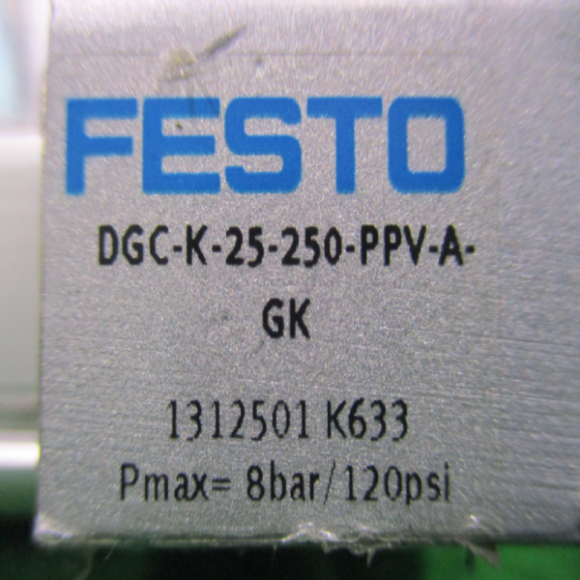 FESTO
DGC-K-25-250-PPV-A-
GK
1312501 K633
Pmax= 8bar/120psi